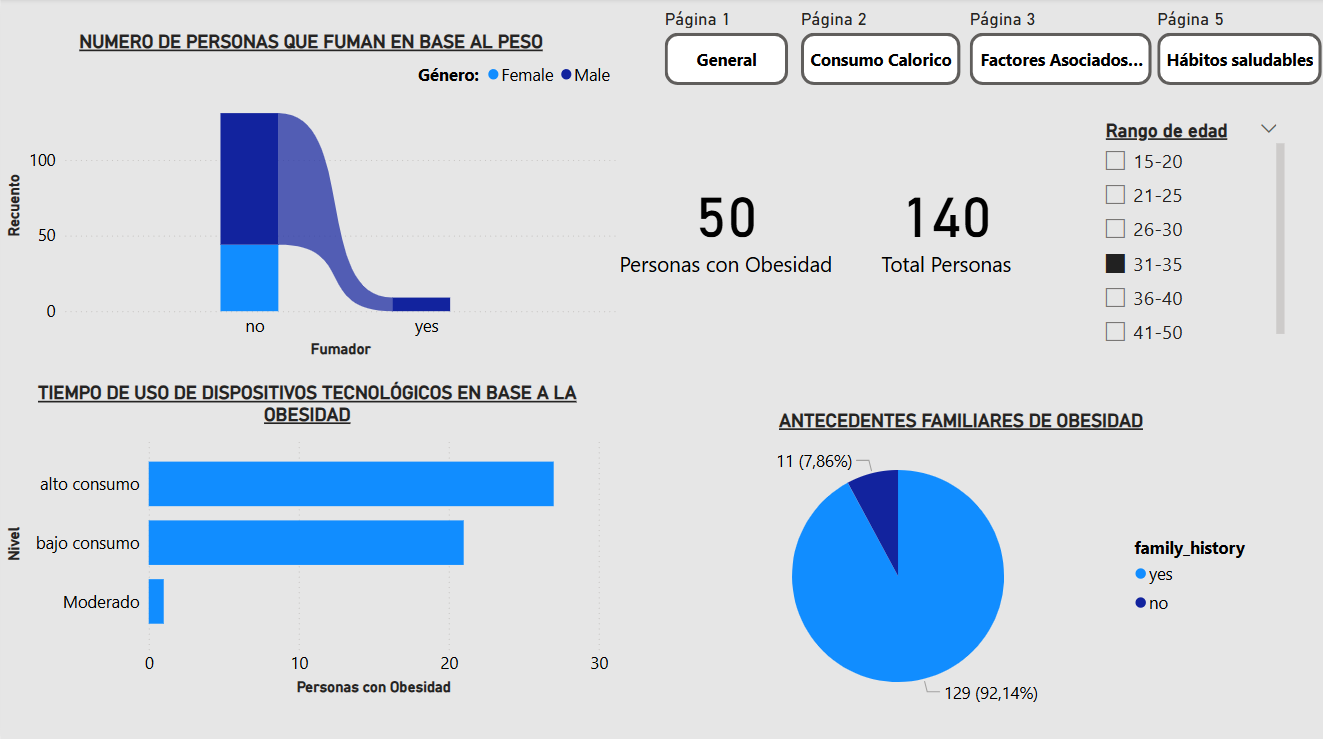 Página 1
Página 2
Página 3
Página 5
General
Consumo Calorico
Factores Asociados...
Hábitos saludables
NUMERO DE PERSONAS QUE FUMAN EN BASE AL PESO
Género: Female Male
Recuento
100
50
0
no
yes
Fumador
50
Personas con Obesidad
140
Total Personas
Rango de edad
15-20
21-25
26-30
31-35
36-40
41-50
TIEMPO DE USO DE DISPOSITIVOS TECNOLÓGICOS EN BASE A LA
OBESIDAD
Nivel
alto consumo
bajo consumo
Moderado
0
10
20
30
Personas con Obesidad
ANTECEDENTES FAMILIARES DE OBESIDAD
11 (7,86%)
129 (92,14%)
family_history
yes
no